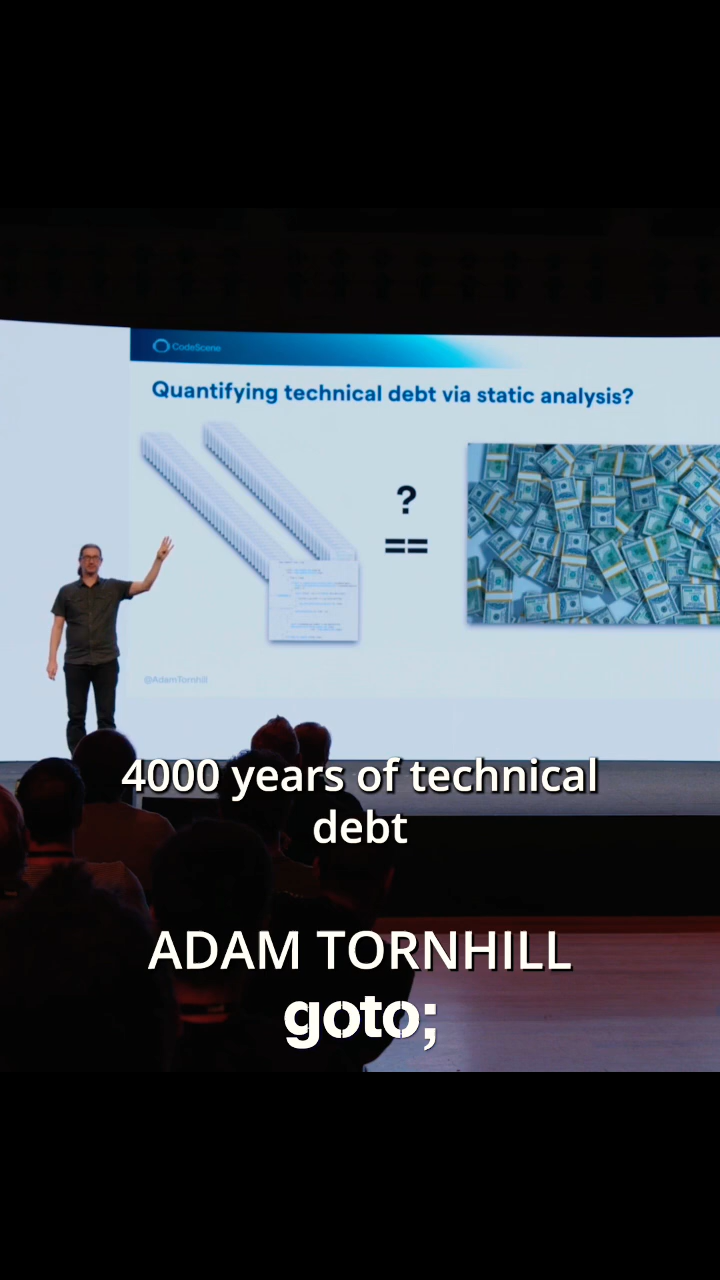 CodeScene
Quantifying technical debt via static analysis?
?
==
@AdamTornhill
4000 years of technical
debt
ADAM TORNHILL
goto;